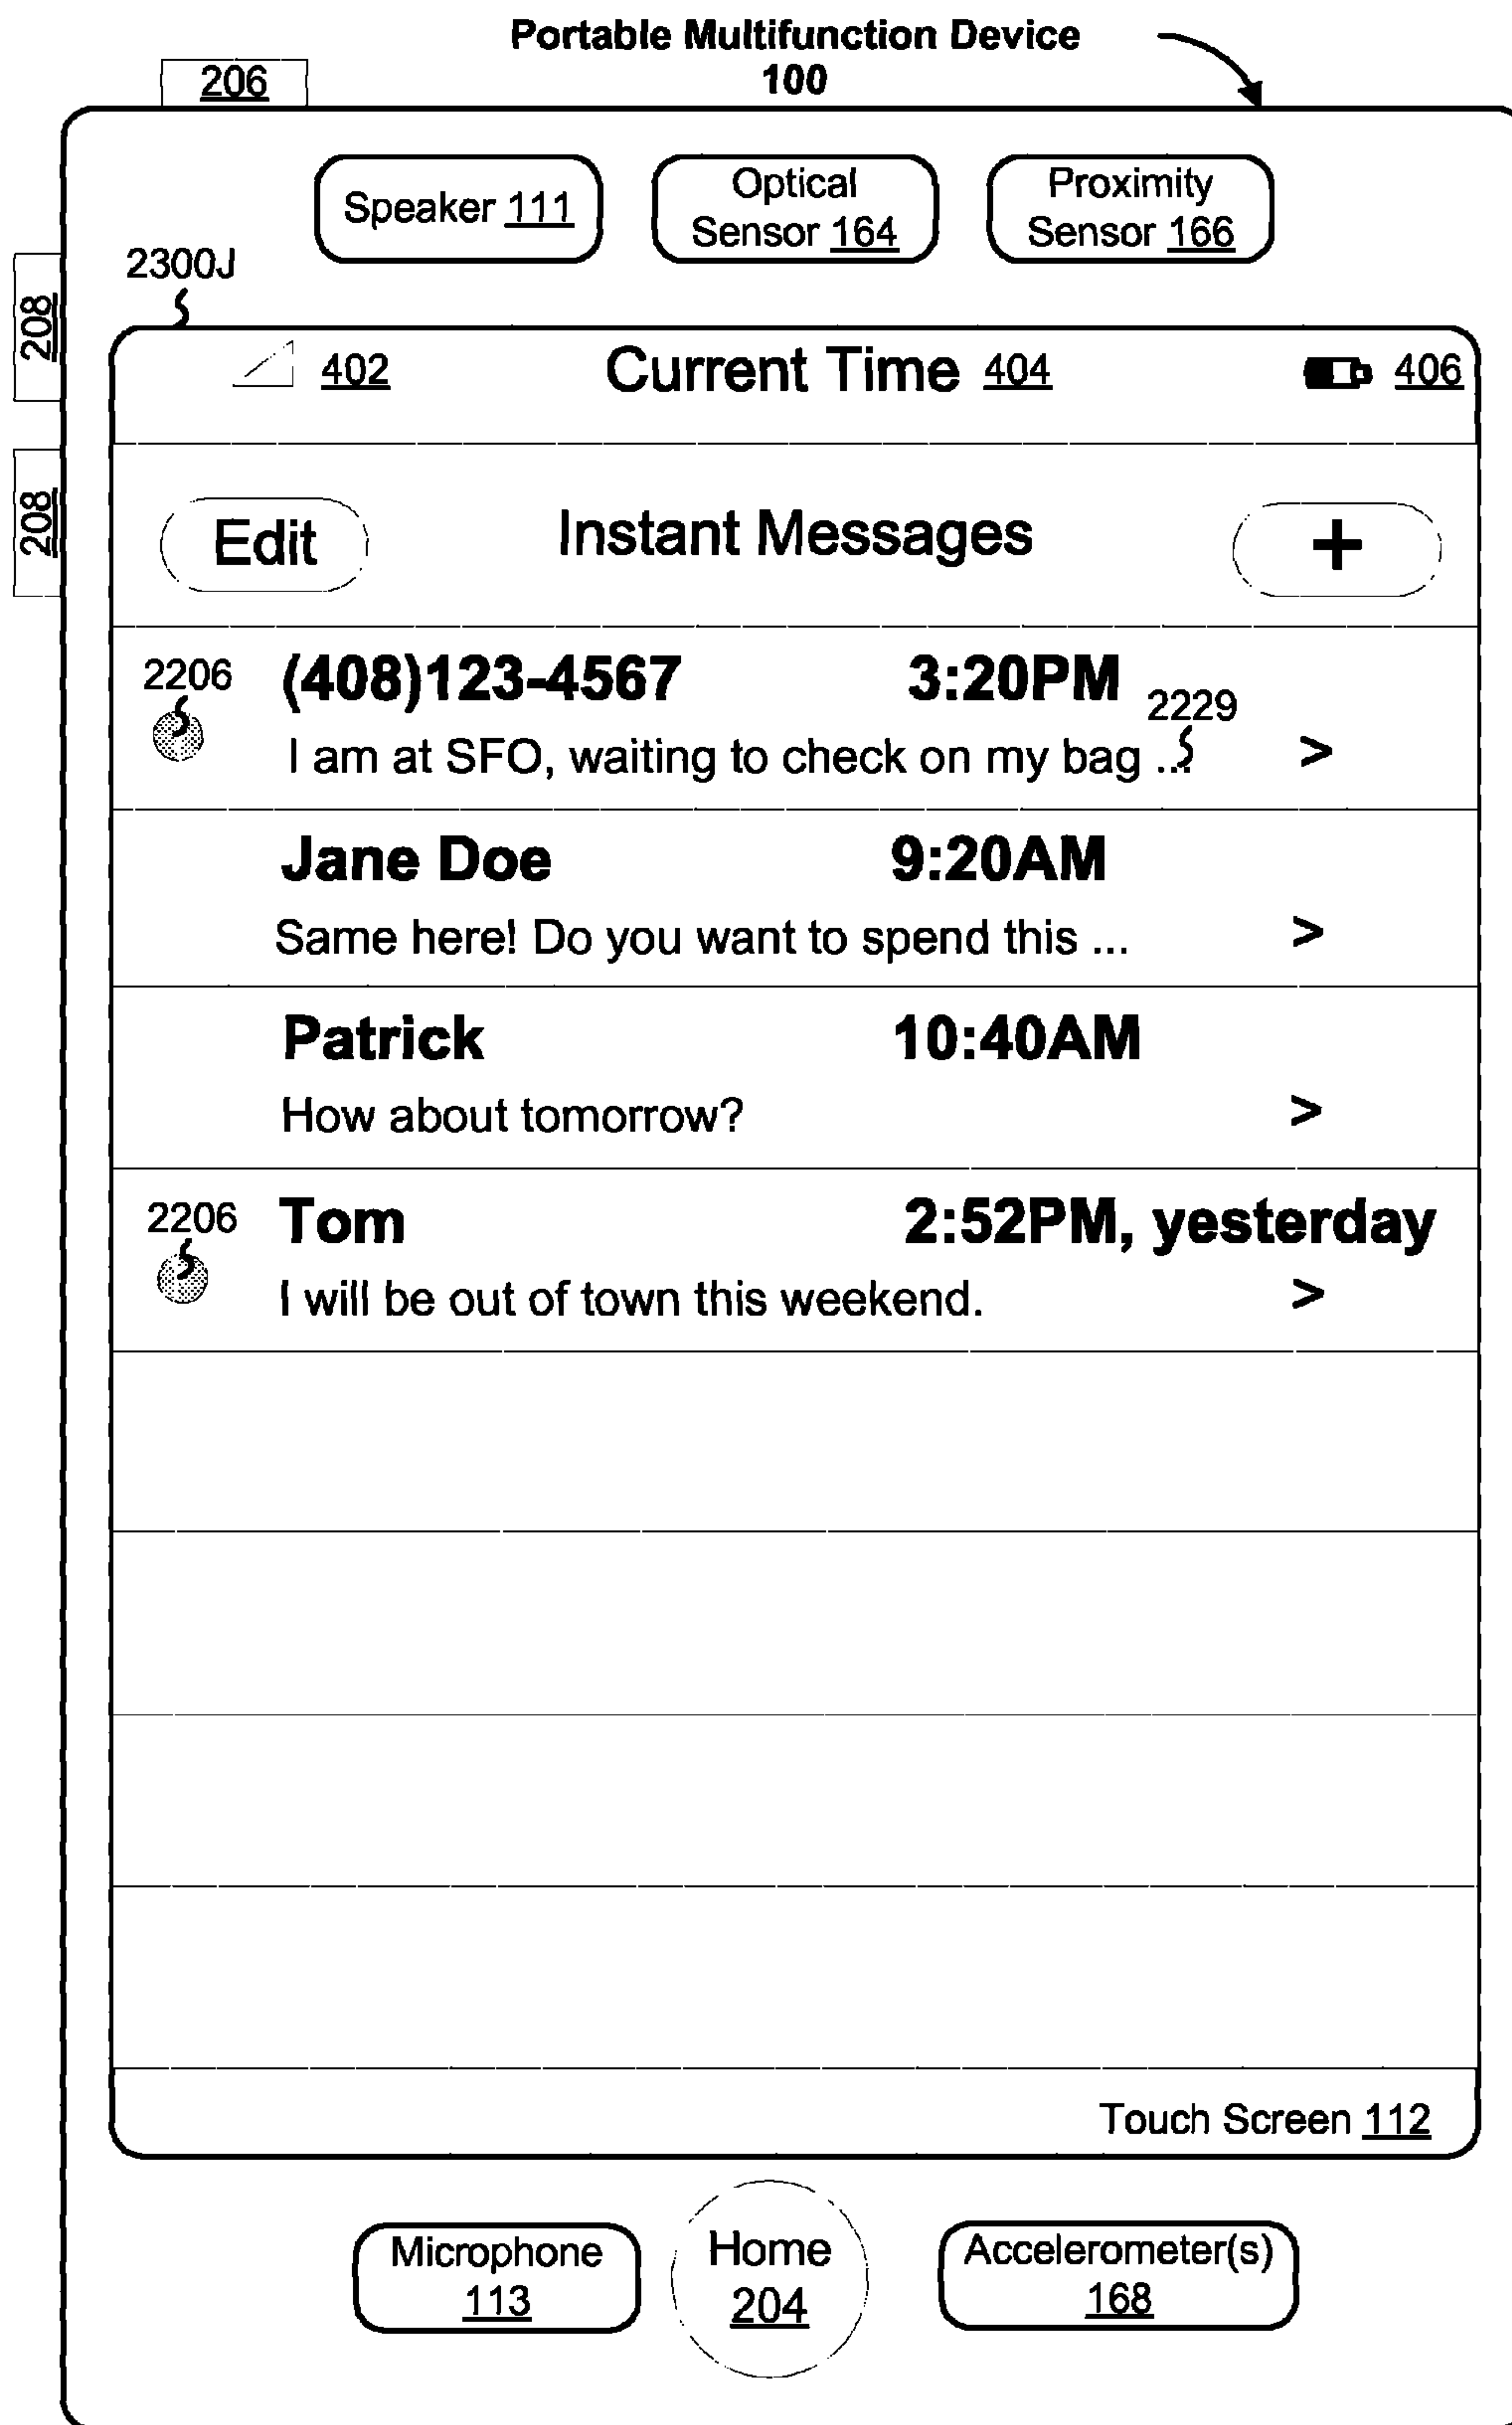 Portable Multifunction Device
100
206
Speaker 111
Optical
Sensor 164
Proximity
Sensor 166
2300J
208
208
402
Current Time 404
406
Edit
Instant Messages
+
2206
(408)123-4567
3:20PM
2229
I am at SFO, waiting to check on my bag ...
>
Jane Doe
9:20AM
Same here! Do you want to spend this ...
>
Patrick
10:40AM
How about tomorrow?
>
2206
Tom
2:52PM, yesterday
I will be out of town this weekend.
>
Touch Screen 112
Microphone
113
Home
204
Accelerometer(s)
168